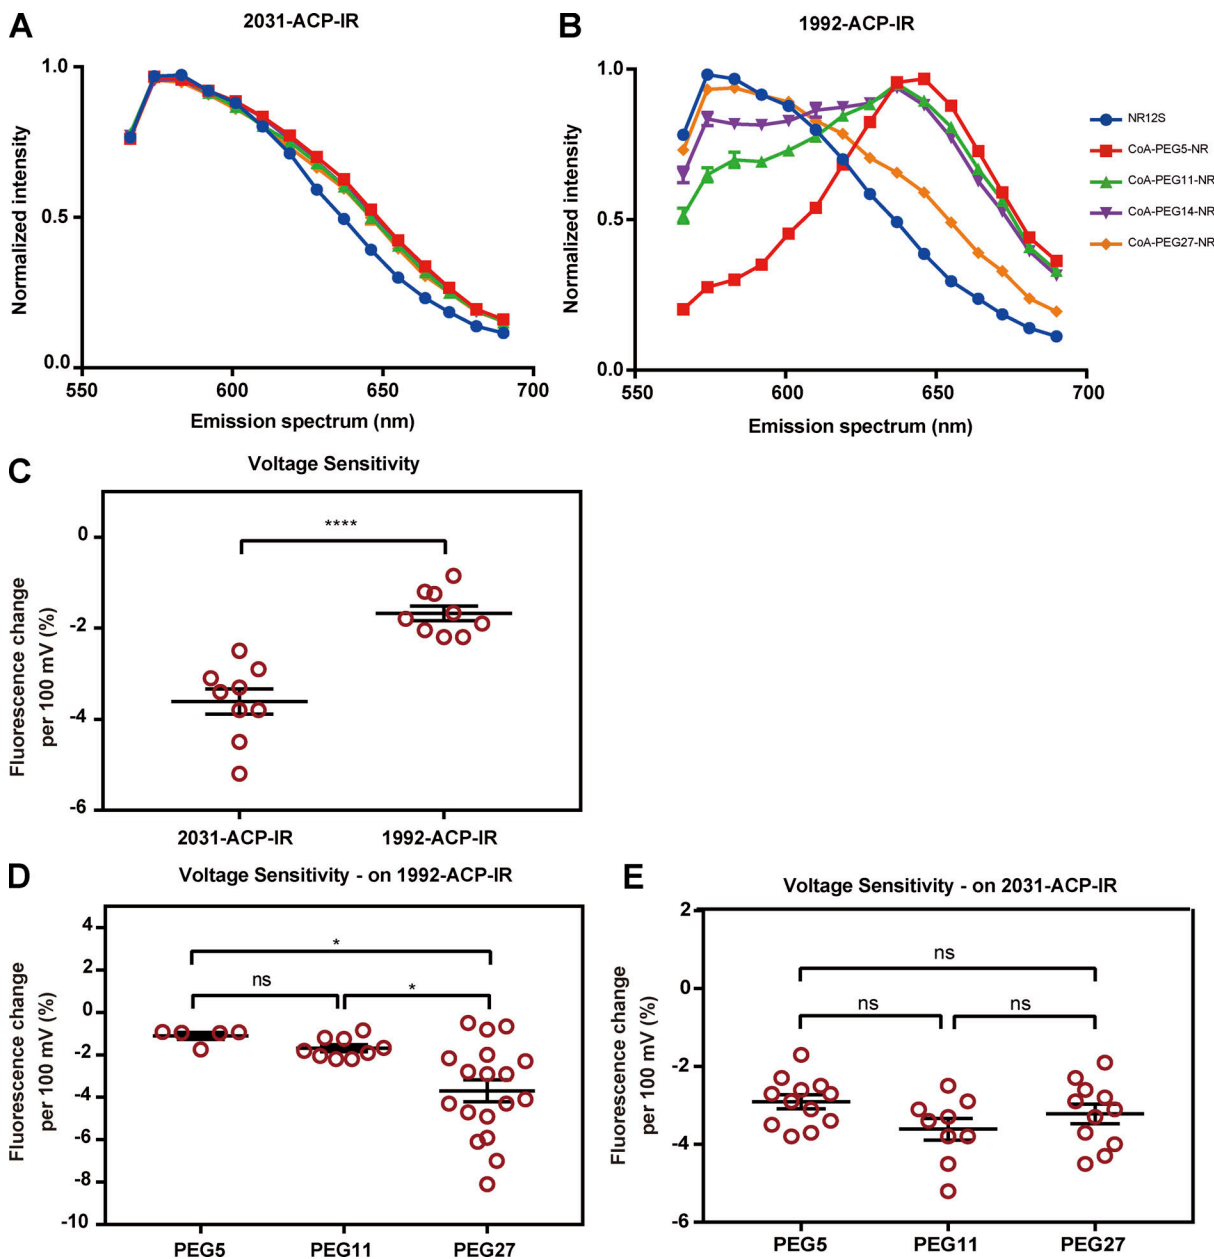 A
2031-ACP-IR
1.0
0.5
0.0
Normalized intensity
550
600
650
700
Emission spectrum (nm)
B
1992-ACP-IR
1.0
0.5
0.0
Normalized intensity
550
600
650
700
Emission spectrum (nm)
NR12S
CoA-PEG5-NR
CoA-PEG11-NR
CoA-PEG14-NR
CoA-PEG27-NR
C
Voltage Sensitivity
****
0
-2
-4
-6
Fluorescence change
per 100 mV (%)
2031-ACP-IR
1992-ACP-IR
D
Voltage Sensitivity - on 1992-ACP-IR
4
2
0
-2
-4
-6
-8
-10
Fluorescence change
per 100 mV (%)
*
ns
*
PEG5
PEG11
PEG27
E
Voltage Sensitivity - on 2031-ACP-IR
2
0
-2
-4
-6
Fluorescence change
per 100 mV (%)
ns
ns
ns
PEG5
PEG11
PEG27